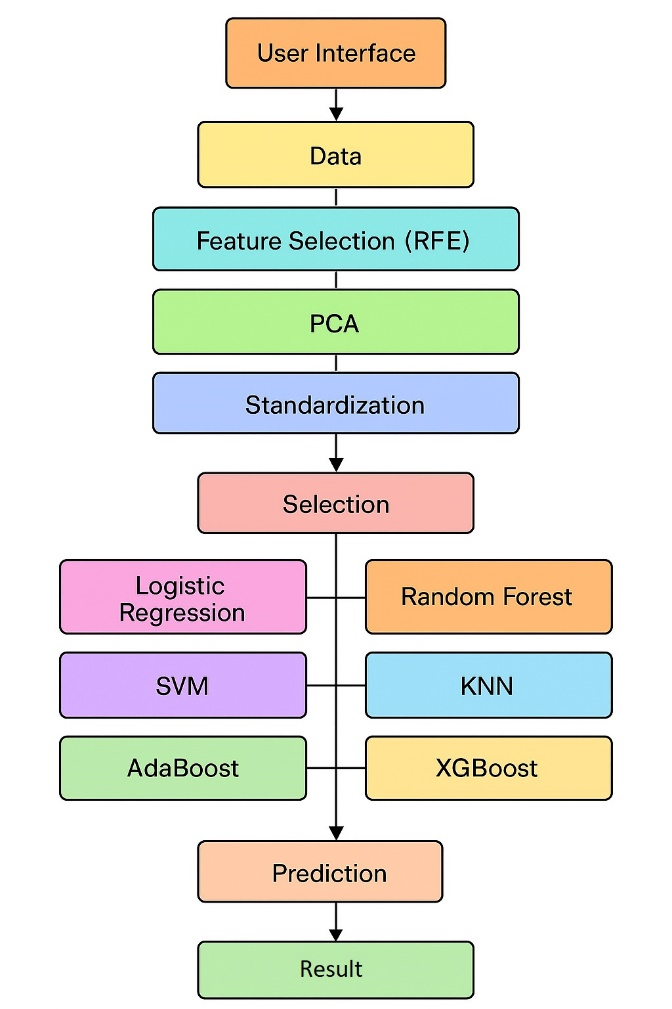 User Interface
Data
Feature Selection (RFE)
PCA
Standardization
Selection
Logistic
Regression
Random Forest
SVM
KNN
AdaBoost
XGBoost
Prediction
Result